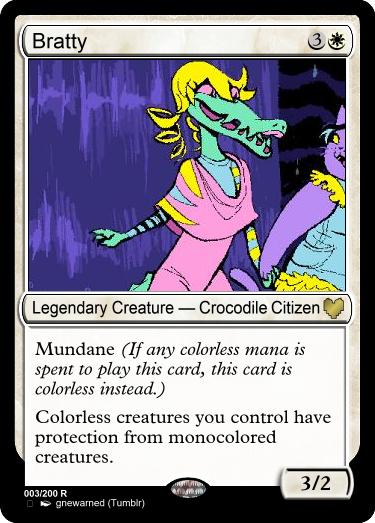 Bratty 3
Legendary Creature — Crocodile Citizen
Mundane (If any colorless mana is
spent to play this card, this card is
colorless instead.)
Colorless creatures you control have
protection from monocolored
creatures.
3/2
003/200 R
gnewarned (Tumblr)